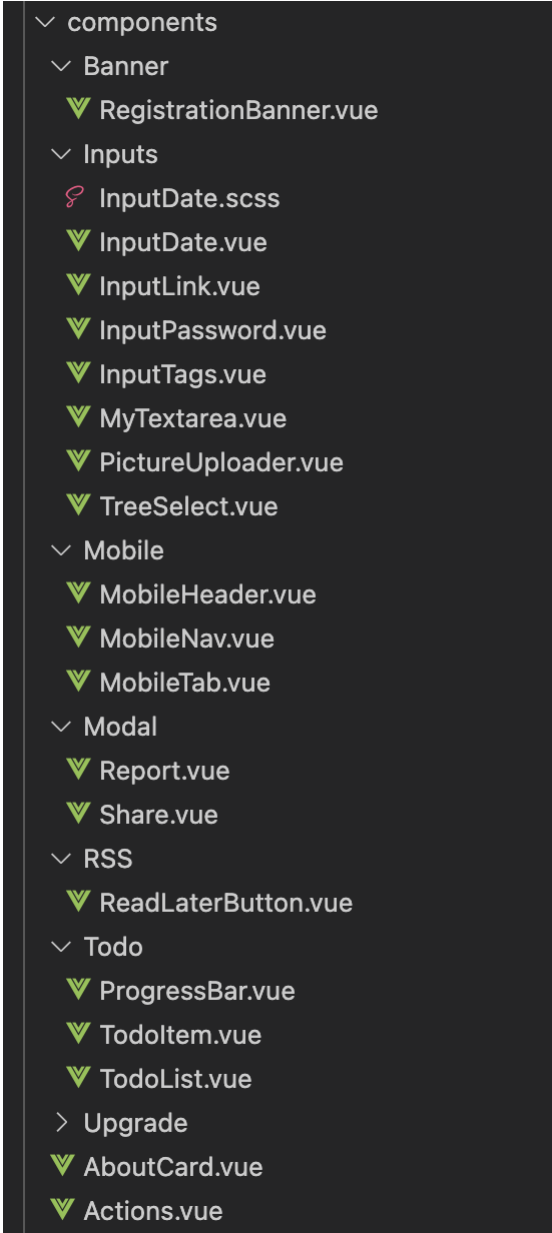 components
Banner
RegistrationBanner.vue
Inputs
InputDate.scss
InputDate.vue
InputLink.vue
InputPassword.vue
InputTags.vue
MyTextarea.vue
PictureUploader.vue
TreeSelect.vue
Mobile
MobileHeader.vue
MobileNav.vue
MobileTab.vue
Modal
Report.vue
Share.vue
RSS
ReadLaterButton.vue
Todo
ProgressBar.vue
TodoItem.vue
TodoList.vue
Upgrade
AboutCard.vue
Actions.vue